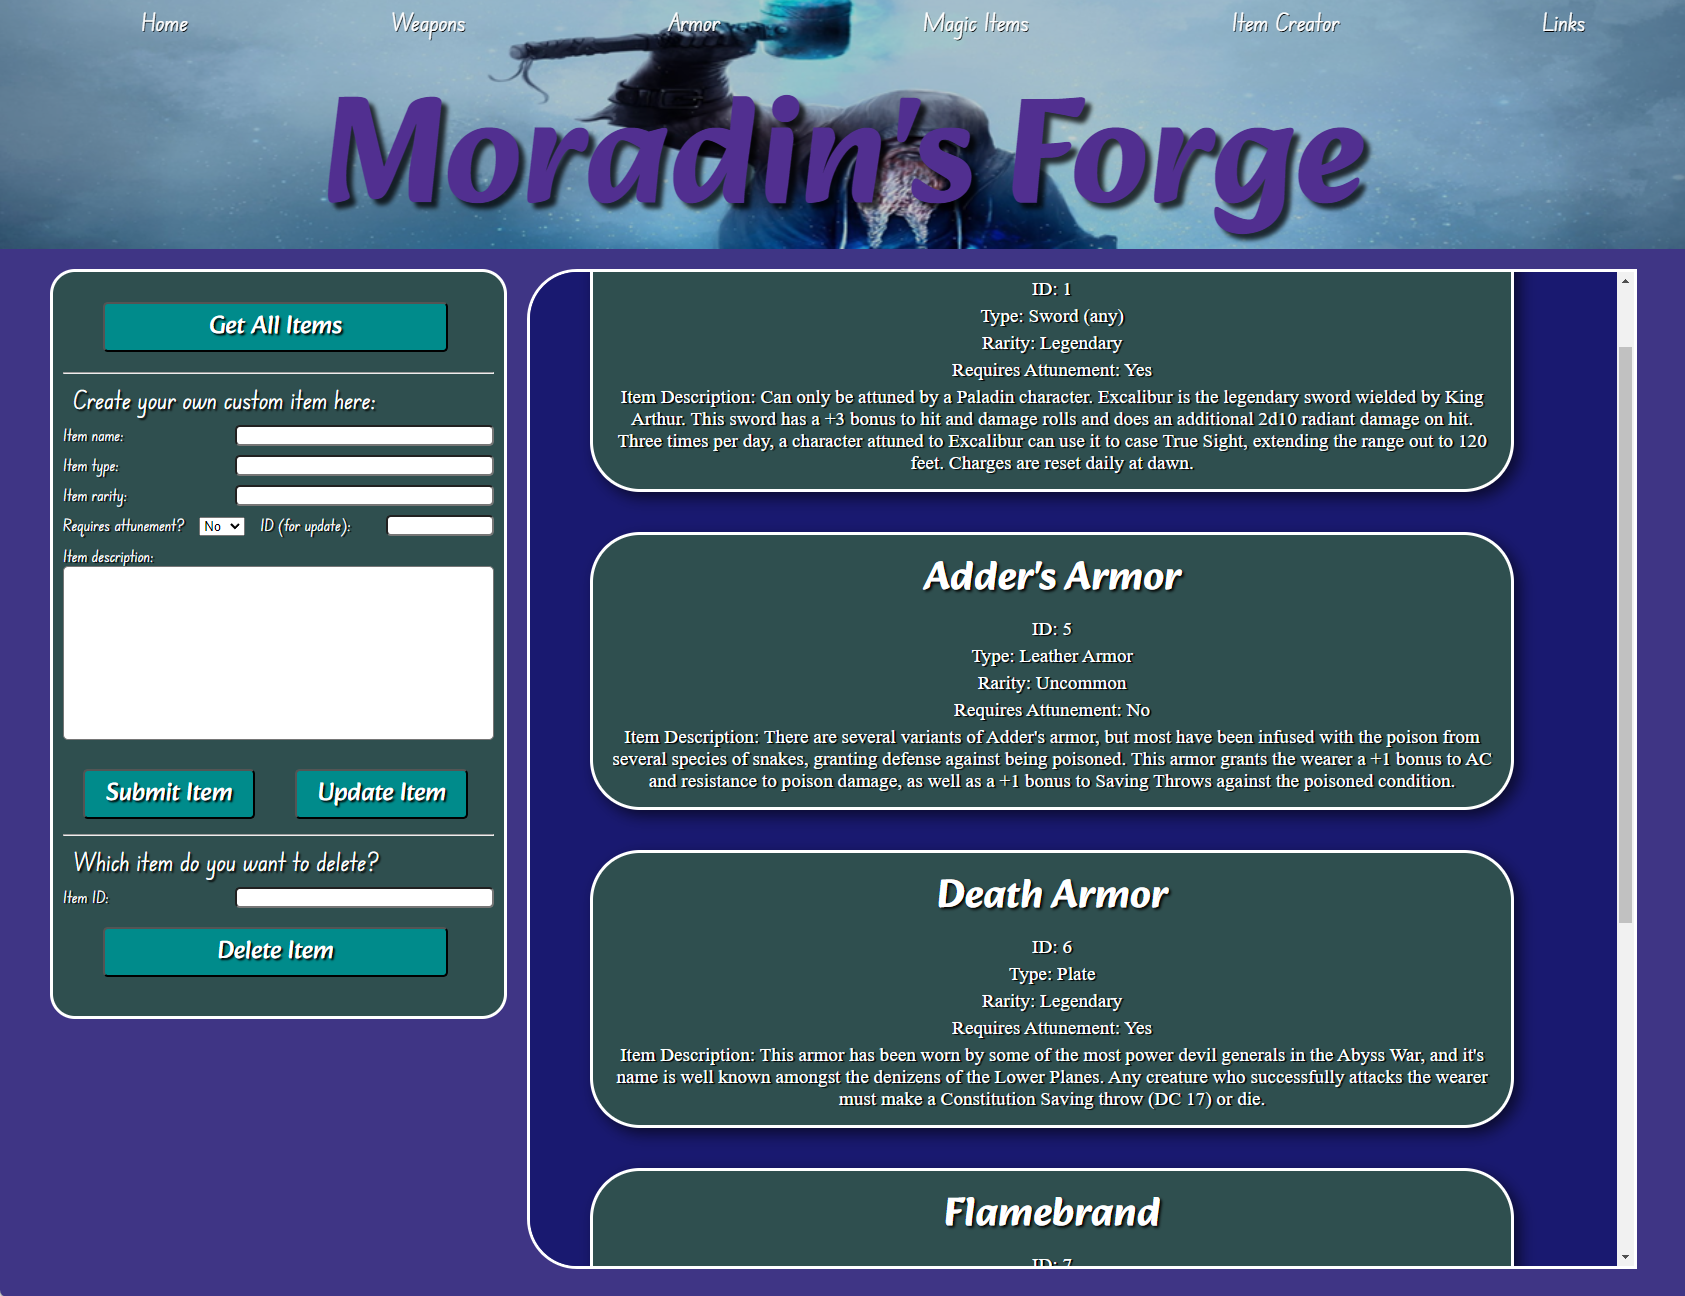 Home Weapons Armor Magic Items Item Creator Links
Moradin's Forge
Get All Items
Create your own custom item here:
Item name:
Item type:
Item rarity:
Requires attunement? No ID (for update):
Item description:
Submit Item Update Item
Which item do you want to delete?
Item ID:
Delete Item
ID: 1
Type: Sword (any)
Rarity: Legendary
Requires Attunement: Yes
Item Description: Can only be attuned by a Paladin character. Excalibur is the legendary sword wielded by King
Arthur. This sword has a +3 bonus to hit and damage rolls and does an additional 2d10 radiant damage on hit.
Three times per day, a character attuned to Excalibur can use it to case True Sight, extending the range out to 120
feet. Charges are reset daily at dawn.
Adder's Armor
ID: 5
Type: Leather Armor
Rarity: Uncommon
Requires Attunement: No
Item Description: There are several variants of Adder's armor, but most have been infused with the poison from
several species of snakes, granting defense against being poisoned. This armor grants the wearer a +1 bonus to AC
and resistance to poison damage, as well as a +1 bonus to Saving Throws against the poisoned condition.
Death Armor
ID: 6
Type: Plate
Rarity: Legendary
Requires Attunement: Yes
Item Description: This armor has been worn by some of the most power devil generals in the Abyss War, and it's
name is well known amongst the denizens of the Lower Planes. Any creature who successfully attacks the wearer
must make a Constitution Saving throw (DC 17) or die.
Flamebrand
ID: 7